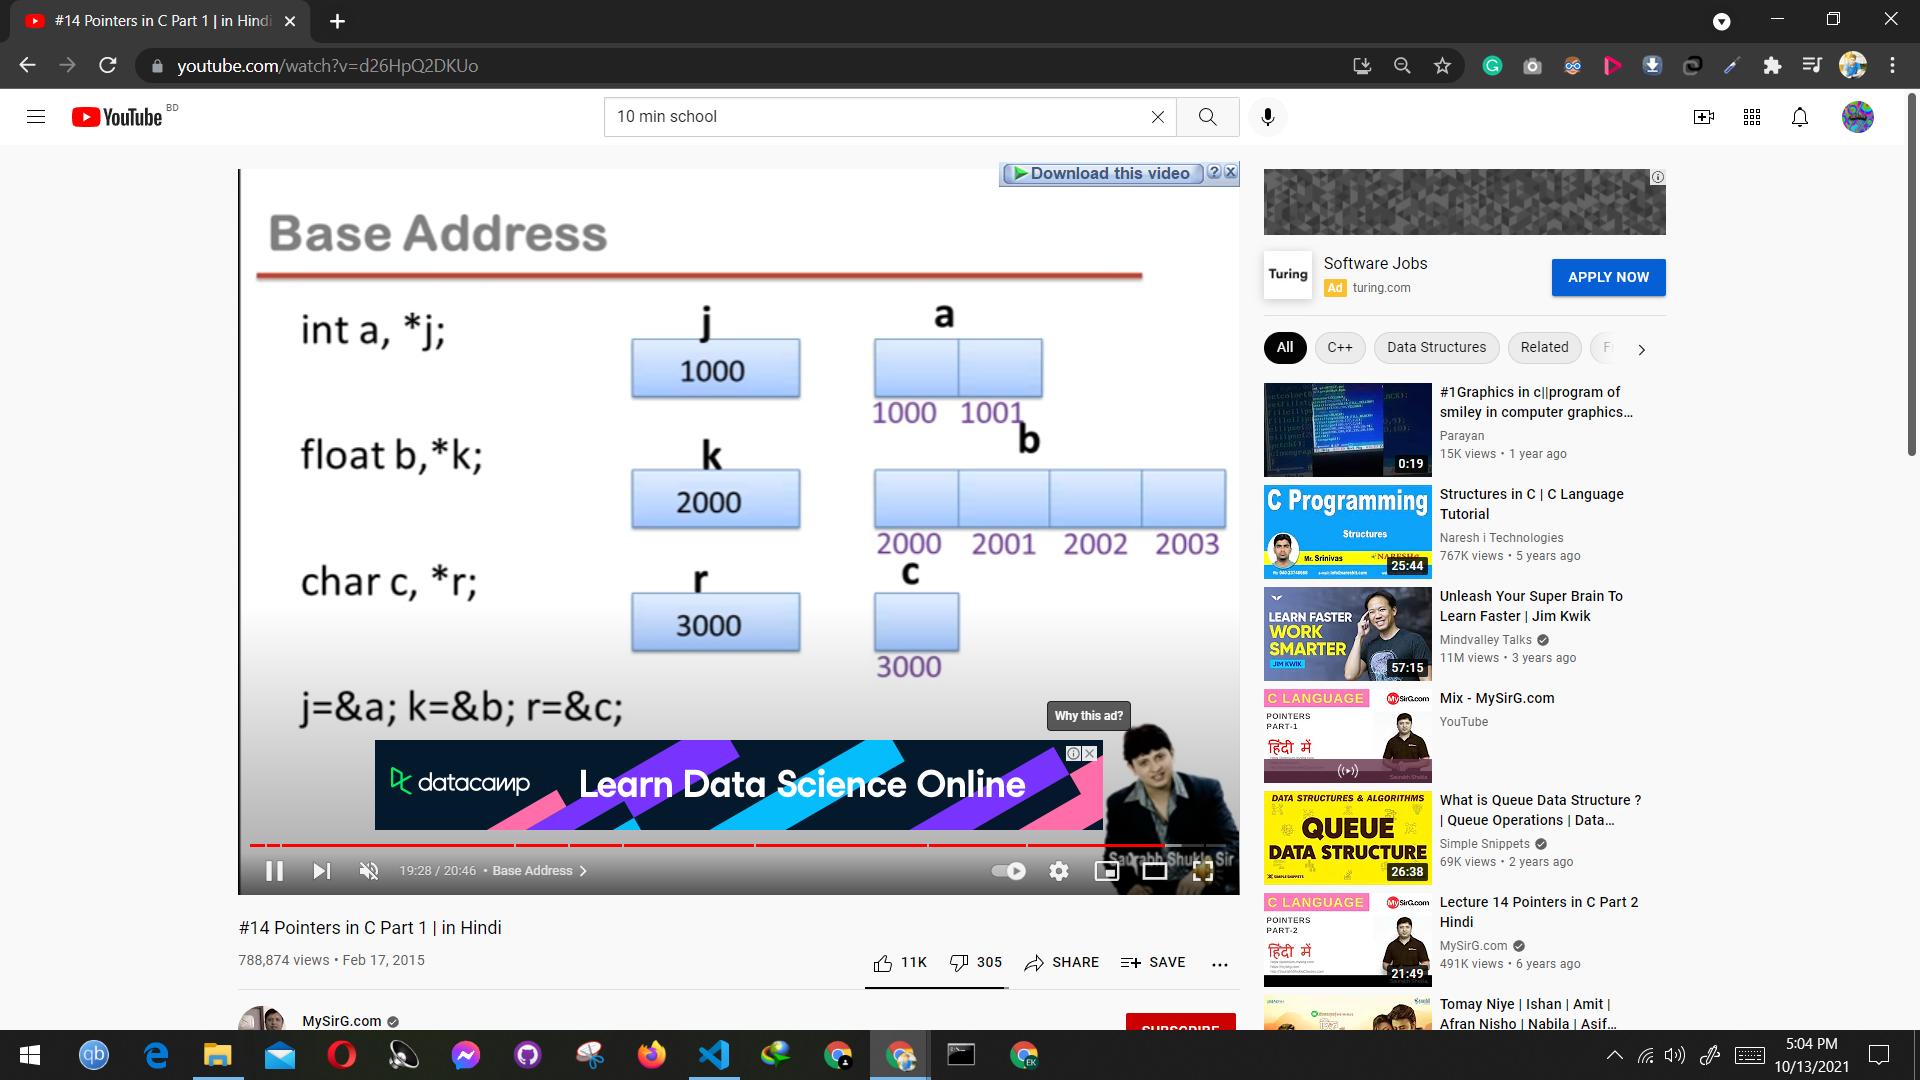 #14 Pointers in C Part 1 | in Hindi
youtube.com/watch?v=d26HpQ2DKUo
YouTube BD
10 min school
Download this video
Base Address
int a, *j;
j
1000
a
1000 1001
float b,*k;
k
2000
b
2000 2001 2002 2003
char c, *r;
r
3000
c
3000
j=&a; k=&b; r=&c;
Why this ad?
datacamp
Learn Data Science Online
Saurabh Shukla Sir
19:28 / 20:46 • Base Address
#14 Pointers in C Part 1 | in Hindi
788,874 views • Feb 17, 2015
11K 305 SHARE SAVE
MySirG.com
SUBSCRIBE
Turing
Software Jobs
Ad turing.com
APPLY NOW
All C++ Data Structures Related
0:19
#1Graphics in c||program of
smiley in computer graphics...
Parayan
15K views • 1 year ago
C Programming
Structures
Mr. Srinivas
25:44
Structures in C | C Language
Tutorial
Naresh i Technologies
767K views • 5 years ago
LEARN FASTER
WORK
SMARTER
JIM KWIK
57:15
Unleash Your Super Brain To
Learn Faster | Jim Kwik
Mindvalley Talks
11M views • 3 years ago
C LANGUAGE
MySirG.com
POINTERS
PART-1
हिंदी में
Mix - MySirG.com
YouTube
DATA STRUCTURES & ALGORITHMS
QUEUE
DATA STRUCTURE
26:38
What is Queue Data Structure ?
| Queue Operations | Data...
Simple Snippets
69K views • 2 years ago
C LANGUAGE
MySirG.com
POINTERS
PART-2
हिंदी में
21:49
Lecture 14 Pointers in C Part 2
Hindi
MySirG.com
491K views • 6 years ago
Tomay Niye | Ishan | Amit |
Afran Nisho | Nabila | Asif...
qb
EK
5:04 PM
10/13/2021